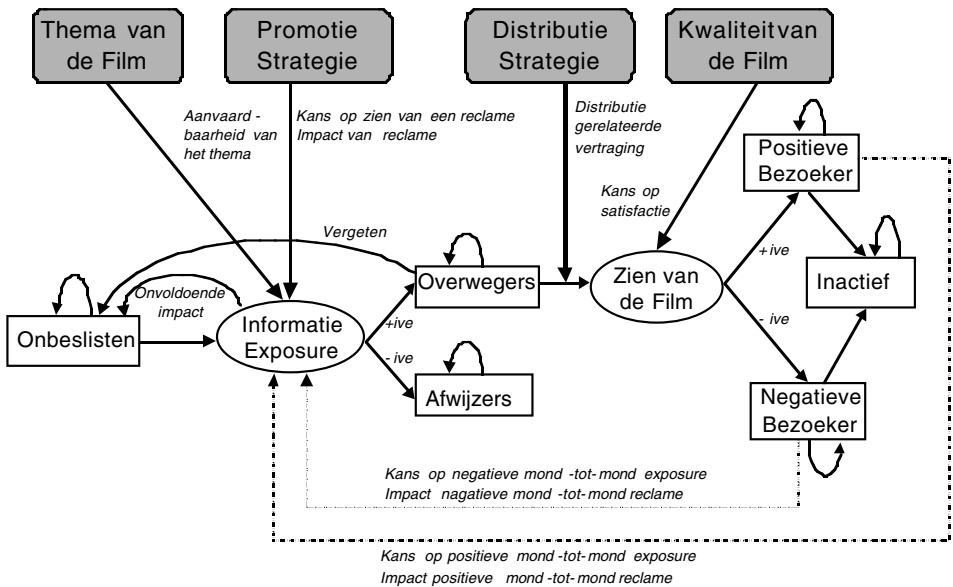 Thema van
de Film
Promotie
Strategie
Distributie
Strategie
Kwaliteit van
de Film
Aanvaard -
baarheid van
het thema
Kans op zien van een reclame
Impact van reclame
Distributie
gerelateerde
vertraging
Kans op
satisfactie
Positieve
Bezoeker
Vergeten
Overwegers
Zien van
de Film
+ive
Inactief
Onvoldoende
impact
Onbeslisten
Informatie
Exposure
+ive
- ive
- ive
Afwijzers
Negatieve
Bezoeker
Kans op negatieve mond -tot-mond exposure
Impact nagatieve mond -tot-mond reclame
Kans op positieve mond -tot-mond exposure
Impact positieve mond -tot-mond reclame